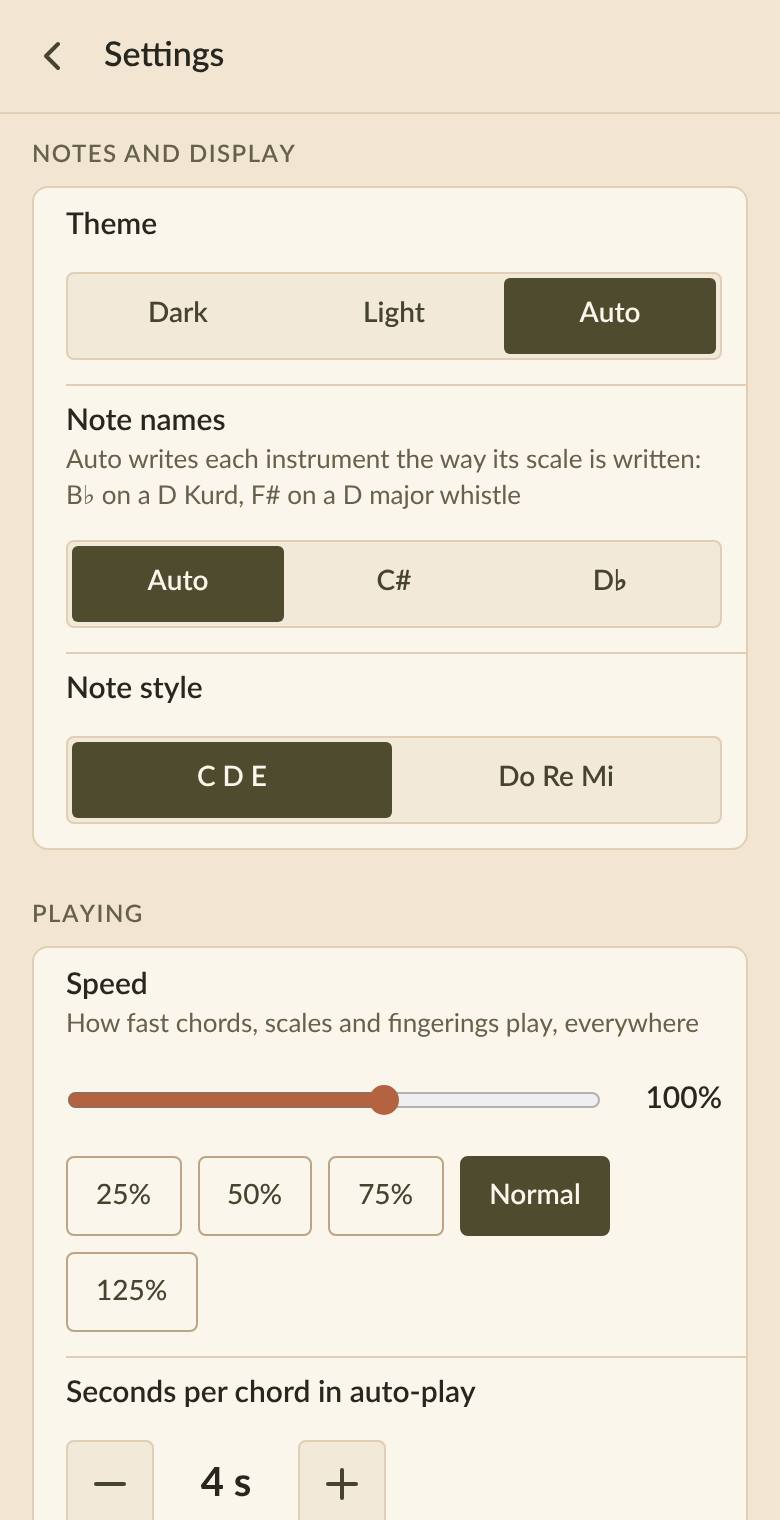 Settings
NOTES AND DISPLAY
Theme
Dark Light Auto
Note names
Auto writes each instrument the way its scale is written:
B♭ on a D Kurd, F# on a D major whistle
Auto C# D♭
Note style
C D E Do Re Mi
PLAYING
Speed
How fast chords, scales and fingerings play, everywhere
100%
25% 50% 75% Normal
125%
Seconds per chord in auto-play
− 4 s +